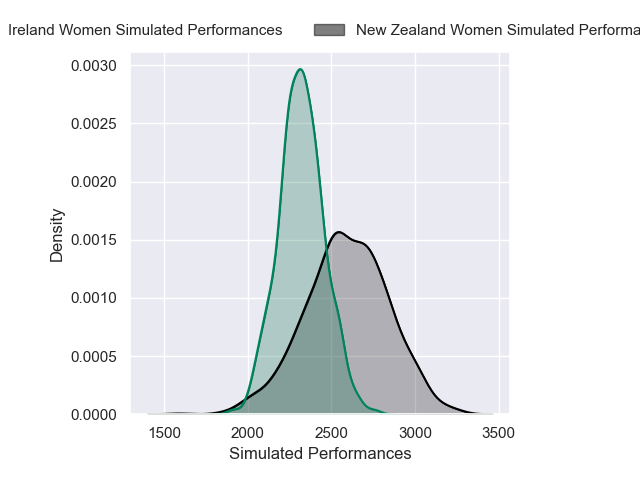 Ireland Women Simulated Performances
New Zealand Women Simulated Performa
0.0030
0.0025
0.0020
0.0015
0.0010
0.0005
0.0000
Density
1500 2000 2500 3000 3500
Simulated Performances